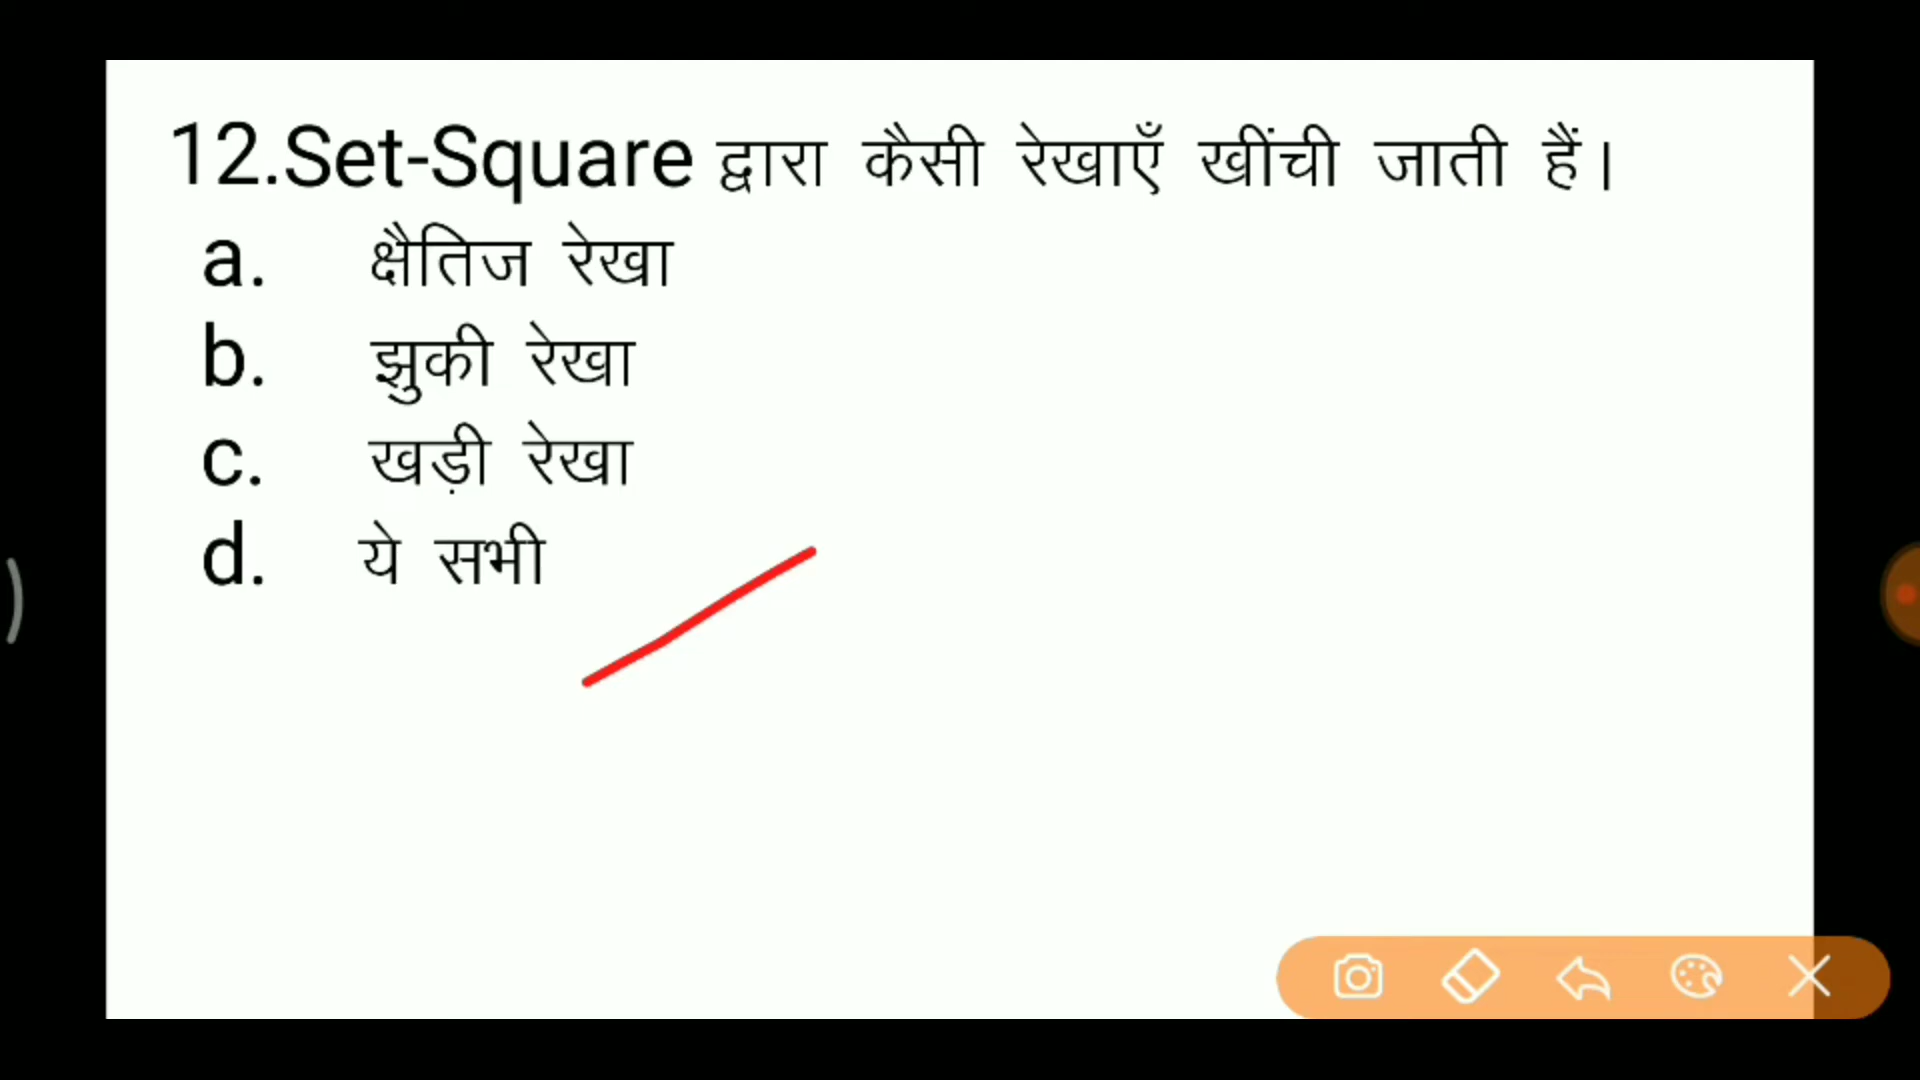 12.Set-Square द्वारा कैसी रेखाएँ खींची जाती हैं।
a. क्षैतिज रेखा
b. झुकी रेखा
c. खड़ी रेखा
d. ये सभी